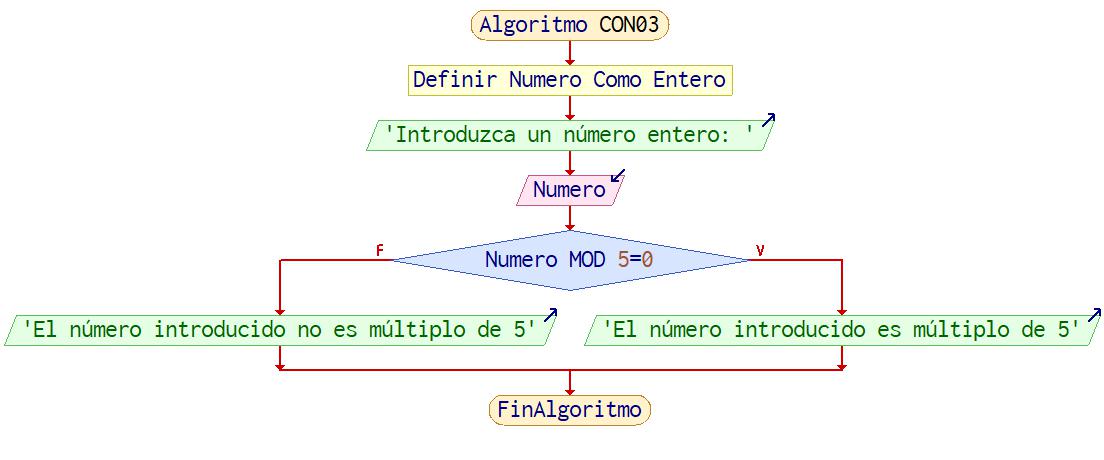 Algoritmo CON03
Definir Numero Como Entero
'Introduzca un número entero: '
Numero
F
Numero MOD 5=0
V
'El número introducido no es múltiplo de 5'
'El número introducido es múltiplo de 5'
FinAlgoritmo